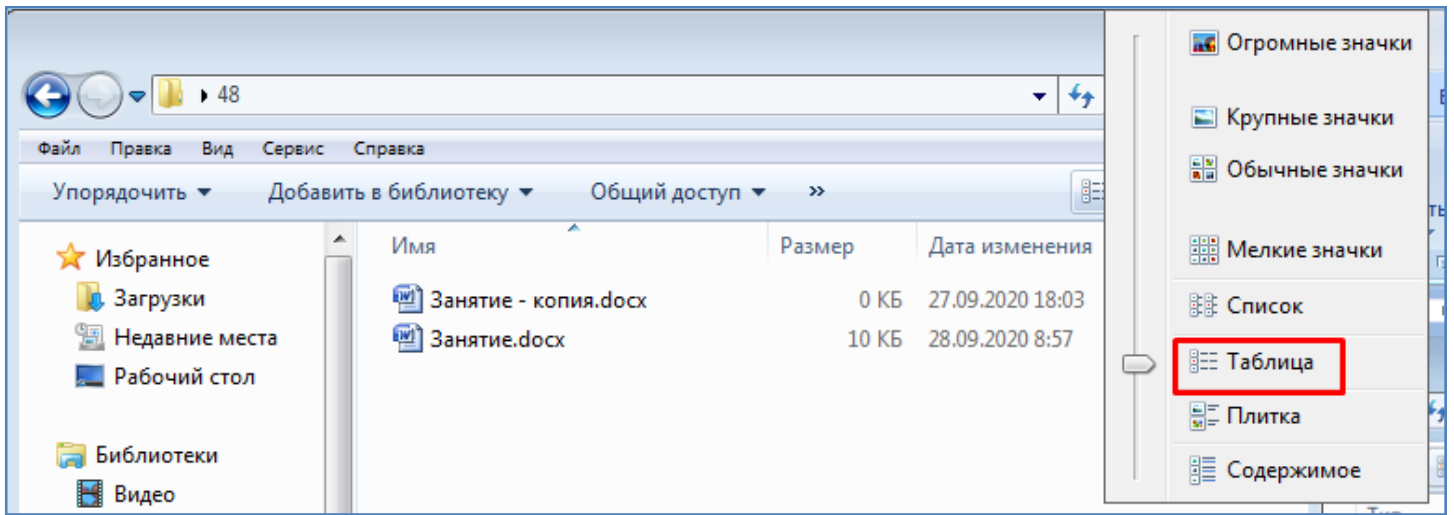 48
Файл Правка Вид Сервис Справка
Упорядочить Добавить в библиотеку Общий доступ »
Избранное
Загрузки
Недавние места
Рабочий стол
Библиотеки
Видео
Имя Размер Дата изменения
Занятие - копия.docx 0 КБ 27.09.2020 18:03
Занятие.docx 10 КБ 28.09.2020 8:57
Огромные значки
Крупные значки
Обычные значки
Мелкие значки
Список
Таблица
Плитка
Содержимое